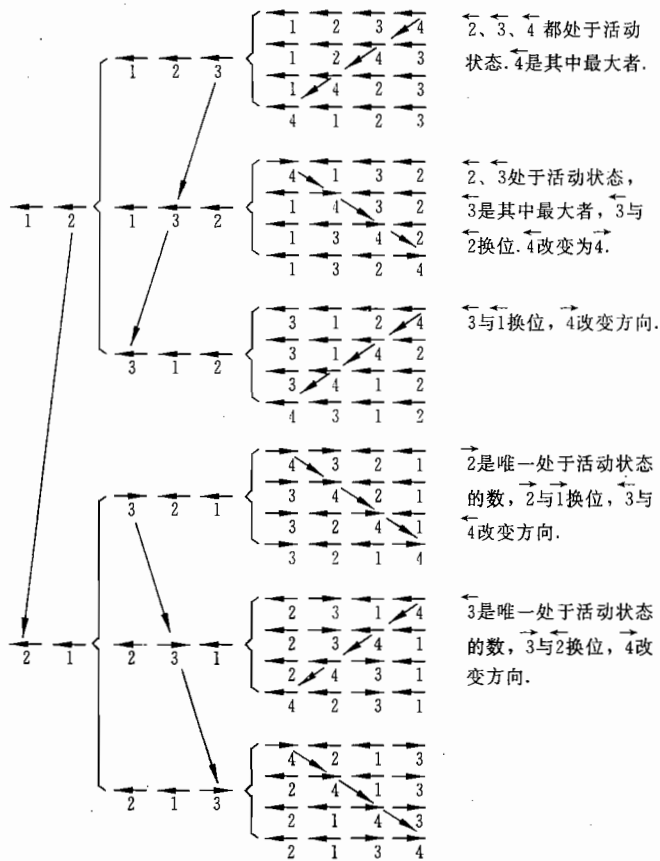 1 2 3 4
1 2 4 3
1 4 2 3
4 1 2 3
1 2 3
2⃖、3⃖、4⃖ 都处于活动
状态.4⃖是其中最大者.
4 1 3 2
1 4 3 2
1 3 4 2
1 3 2 4
1 2
1 3 2
2⃖、3⃖处于活动状态，
3⃖是其中最大者，3⃖与
2⃖换位.4⃖改变为4⃗.
3 1 2 4
3 1 4 2
3 4 1 2
4 3 1 2
3 1 2
3⃖与1⃖换位，4⃗改变方向.
4 3 2 1
3 4 2 1
3 2 4 1
3 2 1 4
3 2 1
2⃗是唯一处于活动状态
的数，2⃗与1⃗换位，3⃖与
4⃖改变方向.
2 3 1 4
2 3 4 1
2 4 3 1
4 2 3 1
2 1
2 3 1
3⃖是唯一处于活动状态
的数，3⃗与2⃖换位，4⃗改
变方向.
4 2 1 3
2 4 1 3
2 1 4 3
2 1 3 4
2 1 3